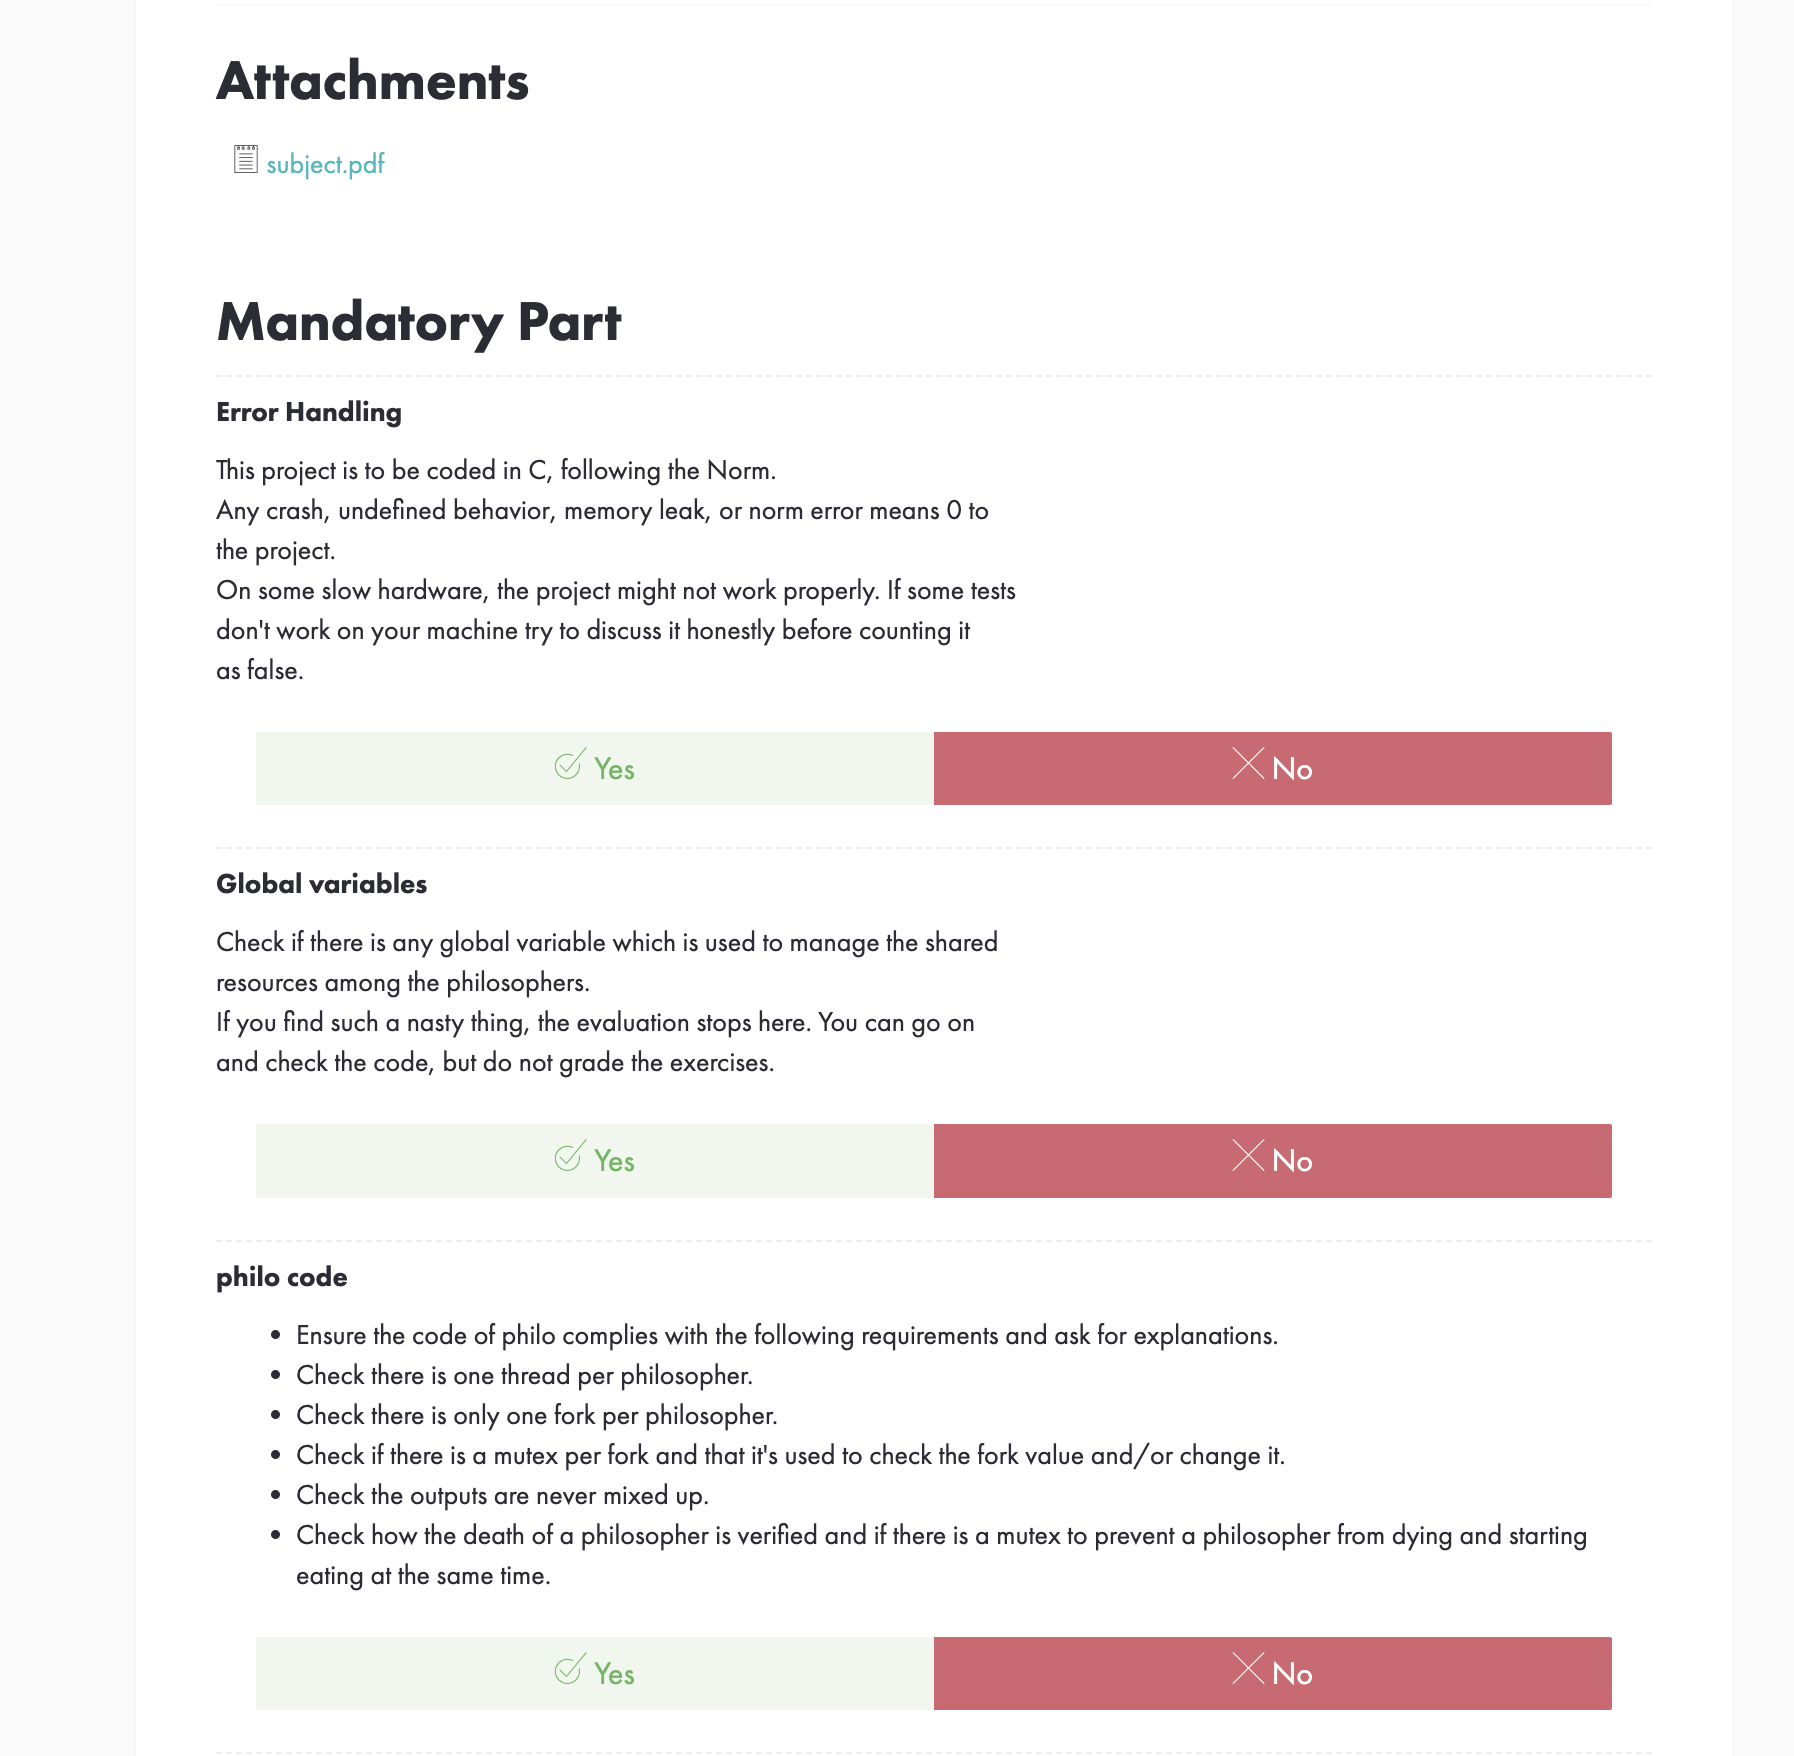 Attachments
subject.pdf
Mandatory Part
Error Handling
This project is to be coded in C, following the Norm.
Any crash, undefined behavior, memory leak, or norm error means 0 to
the project.
On some slow hardware, the project might not work properly. If some tests
don't work on your machine try to discuss it honestly before counting it
as false.
Yes
No
Global variables
Check if there is any global variable which is used to manage the shared
resources among the philosophers.
If you find such a nasty thing, the evaluation stops here. You can go on
and check the code, but do not grade the exercises.
Yes
No
philo code
• Ensure the code of philo complies with the following requirements and ask for explanations.
• Check there is one thread per philosopher.
• Check there is only one fork per philosopher.
• Check if there is a mutex per fork and that it's used to check the fork value and/or change it.
• Check the outputs are never mixed up.
• Check how the death of a philosopher is verified and if there is a mutex to prevent a philosopher from dying and starting
eating at the same time.
Yes
No